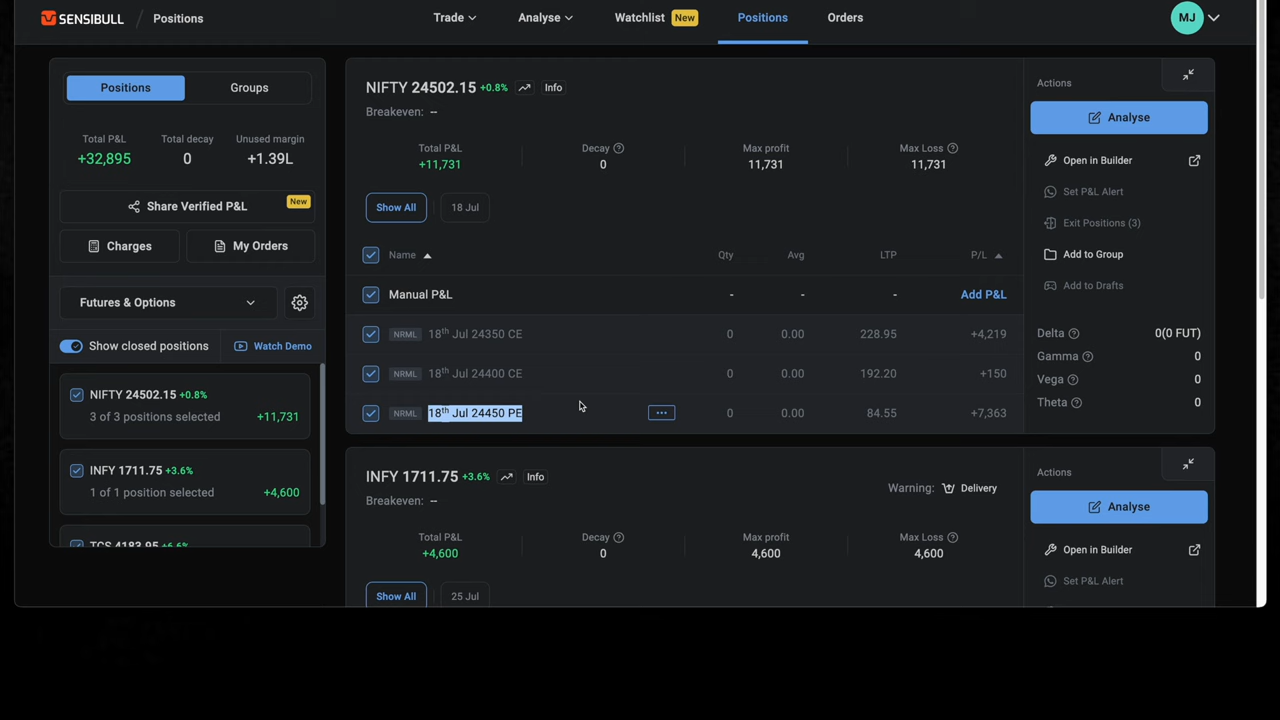 SENSIBULL / Positions Trade Analyse Watchlist New Positions Orders MJ
Positions Groups
Total P&L Total decay Unused margin
+32,895 0 +1.39L
Share Verified P&L New
Charges My Orders
Futures & Options
Show closed positions Watch Demo
NIFTY 24502.15 +0.8%
3 of 3 positions selected +11,731
INFY 1711.75 +3.6%
1 of 1 position selected +4,600
TCS 4183.95 +6.6%
NIFTY 24502.15 +0.8% Info
Breakeven: --
Total P&L Decay Max profit Max Loss
+11,731 0 11,731 11,731
Show All 18 Jul
Name Qty Avg LTP P/L
Manual P&L - - - Add P&L
NRML 18th Jul 24350 CE 0 0.00 228.95 +4,219
NRML 18th Jul 24400 CE 0 0.00 192.20 +150
NRML 18th Jul 24450 PE ... 0 0.00 84.55 +7,363
Actions
Analyse
Open in Builder
Set P&L Alert
Exit Positions (3)
Add to Group
Add to Drafts
Delta 0(0 FUT)
Gamma 0
Vega 0
Theta 0
INFY 1711.75 +3.6% Info
Breakeven: --
Warning: Delivery
Total P&L Decay Max profit Max Loss
+4,600 0 4,600 4,600
Show All 25 Jul
Actions
Analyse
Open in Builder
Set P&L Alert